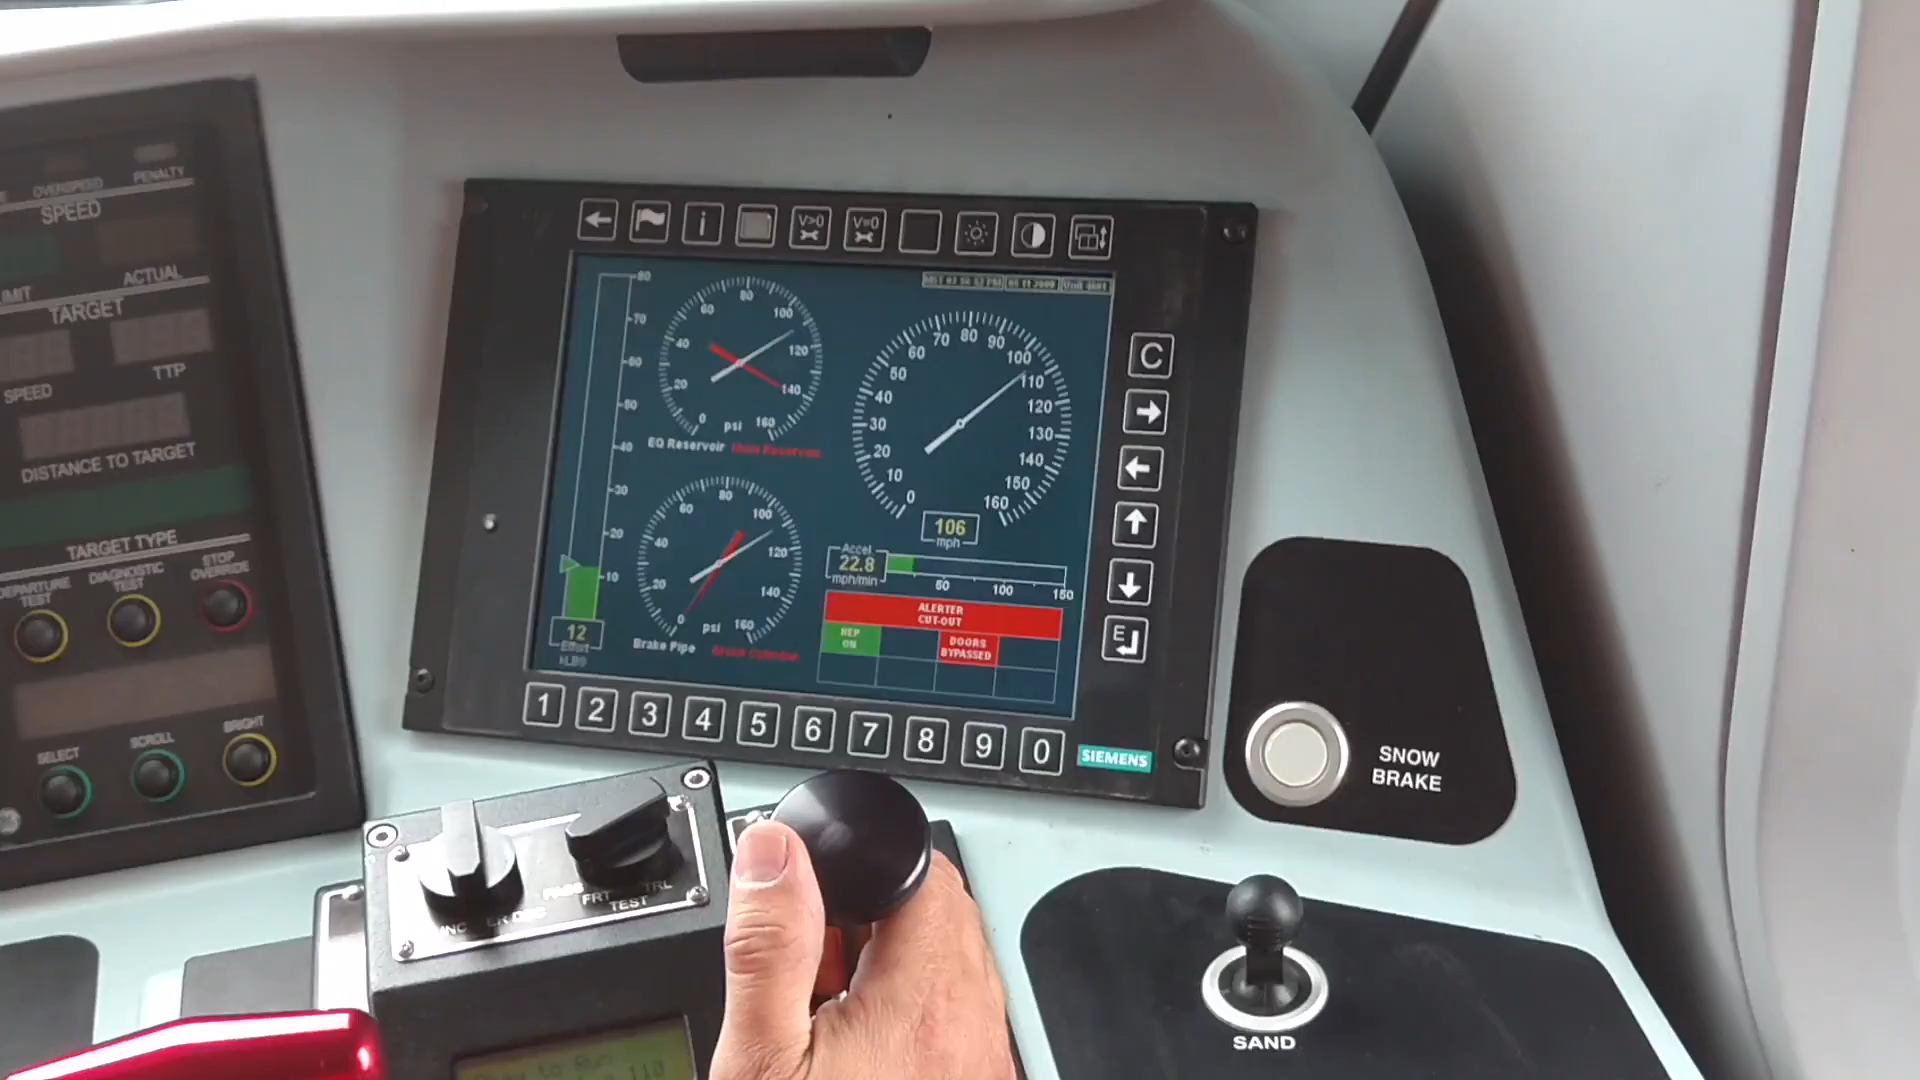 OVERSPEED
PENALTY
SPEED
ACTUAL
TARGET
SPEED
TTP
DISTANCE TO TARGET
TARGET TYPE
DEPARTURE TEST
DIAGNOSTIC TEST
STOP OVERRIDE
SELECT
SCROLL
BRIGHT
i
V>0
V=0
80
70
60
50
40
30
20
10
12
Effort
0 20 40 60 80 100 120 140 160
psi
EQ Reservoir Main Reservoir
0 20 40 60 80 100 120 140 160
psi
Brake Pipe Brake Cylinder
0 10 20 30 40 50 60 70 80 90 100 110 120 130 140 150 160
106
mph
Accel
22.8
mph/min
50 100 150
ALERTER
CUT-OUT
HEP
ON
DOORS
BYPASSED
C
E
1 2 3 4 5 6 7 8 9 0
SIEMENS
SNOW
BRAKE
PASS
FRT
TEST
SAND